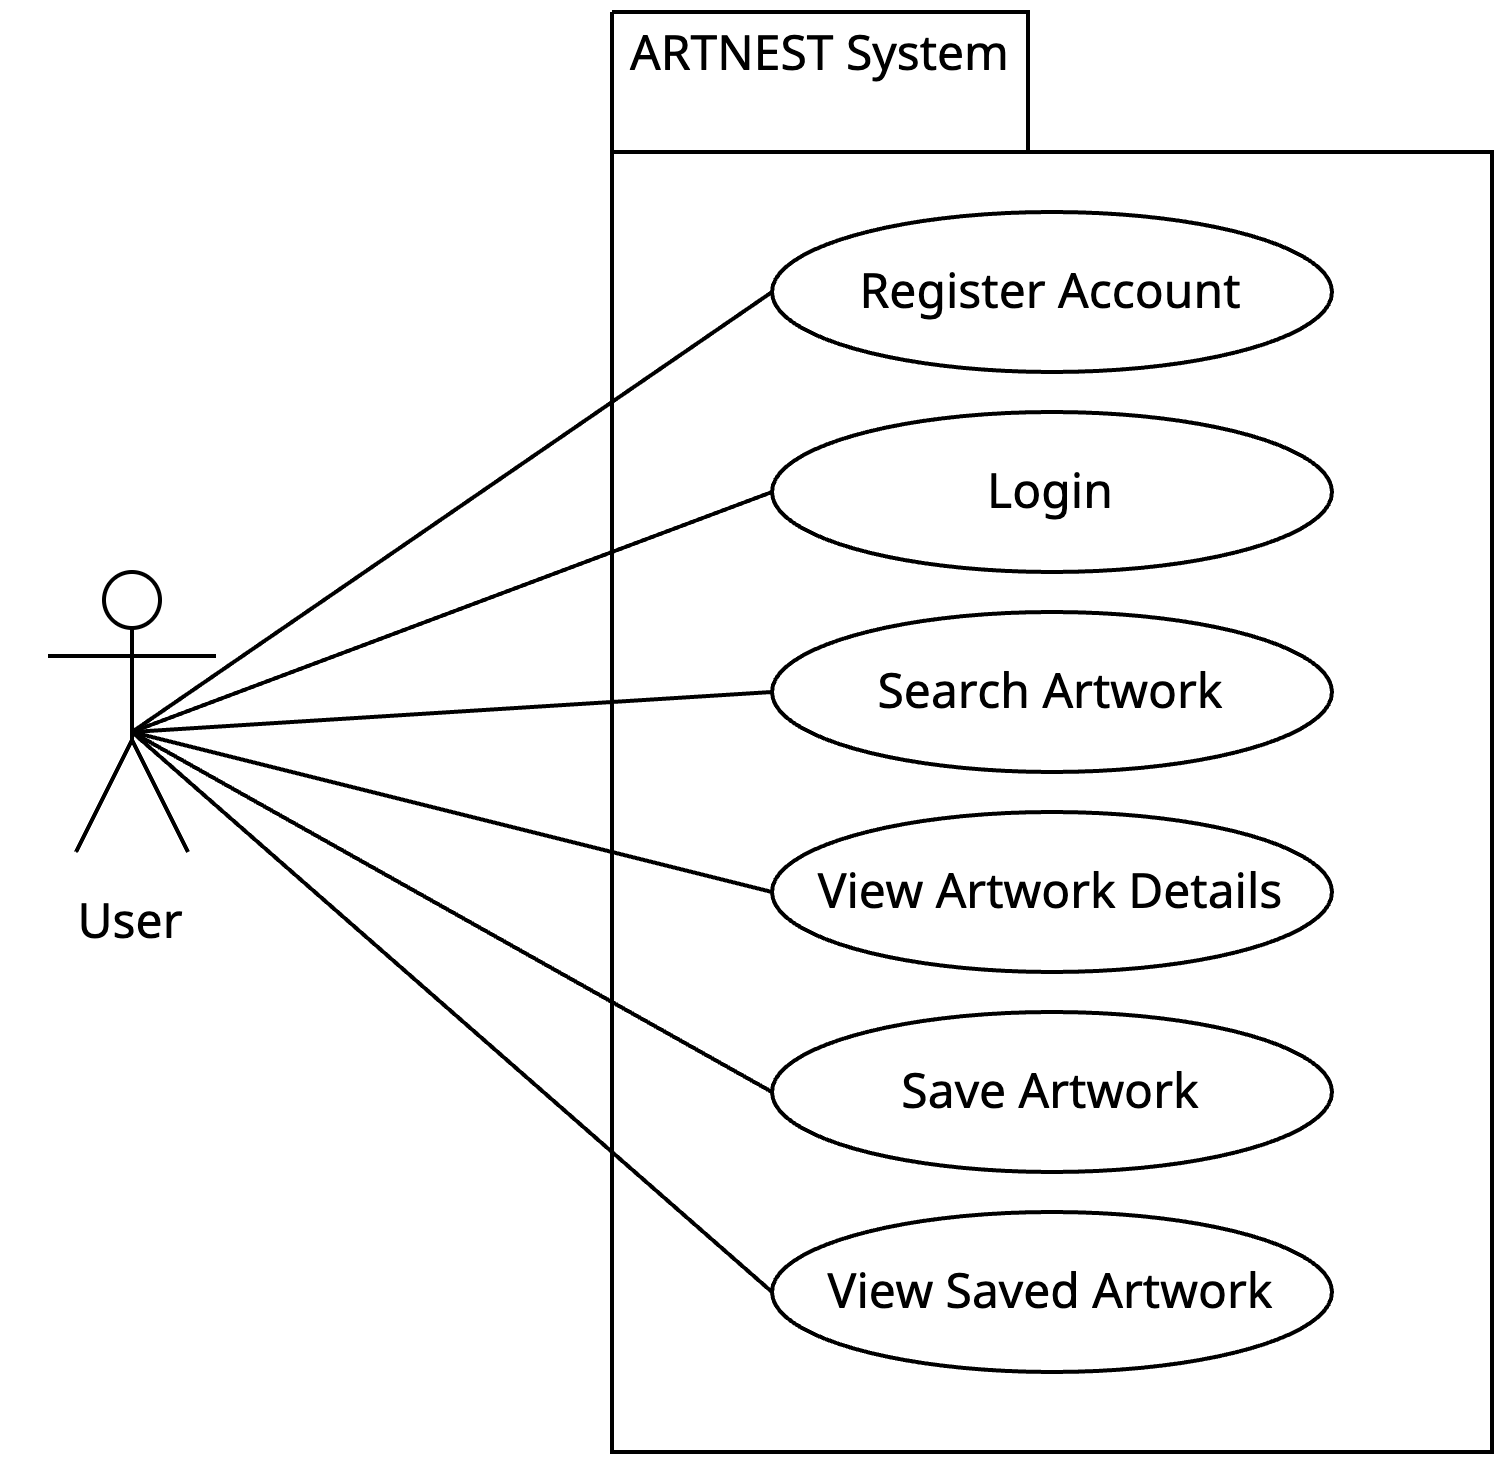 ARTNEST System
Register Account
Login
Search Artwork
View Artwork Details
User
Save Artwork
View Saved Artwork